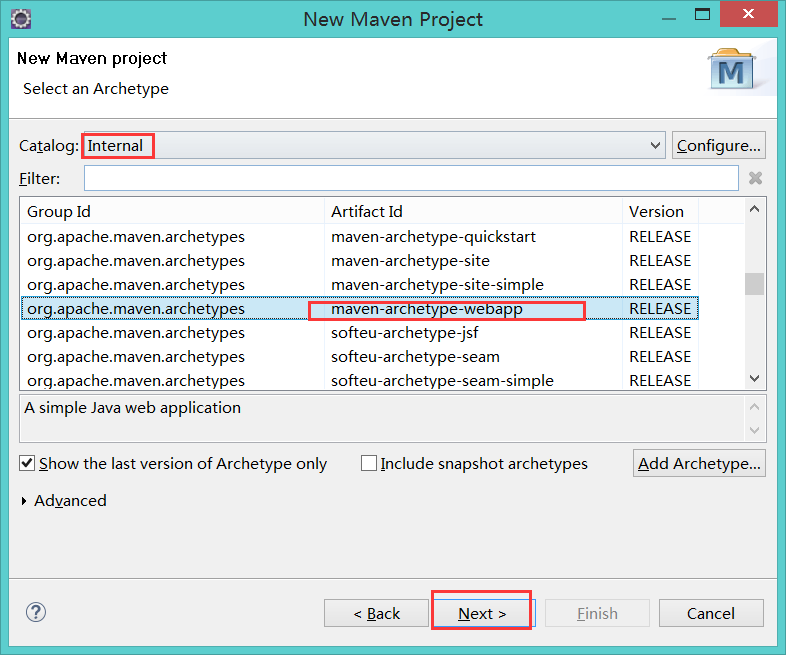 New Maven Project
New Maven project
Select an Archetype
M
Catalog: Internal Configure...
Filter:
Group Id Artifact Id Version
org.apache.maven.archetypes maven-archetype-quickstart RELEASE
org.apache.maven.archetypes maven-archetype-site RELEASE
org.apache.maven.archetypes maven-archetype-site-simple RELEASE
org.apache.maven.archetypes maven-archetype-webapp RELEASE
org.apache.maven.archetypes softeu-archetype-jsf RELEASE
org.apache.maven.archetypes softeu-archetype-seam RELEASE
org.apache.maven.archetypes softeu-archetype-seam-simple RELEASE
A simple Java web application
Show the last version of Archetype only Include snapshot archetypes Add Archetype...
Advanced
? < Back Next > Finish Cancel